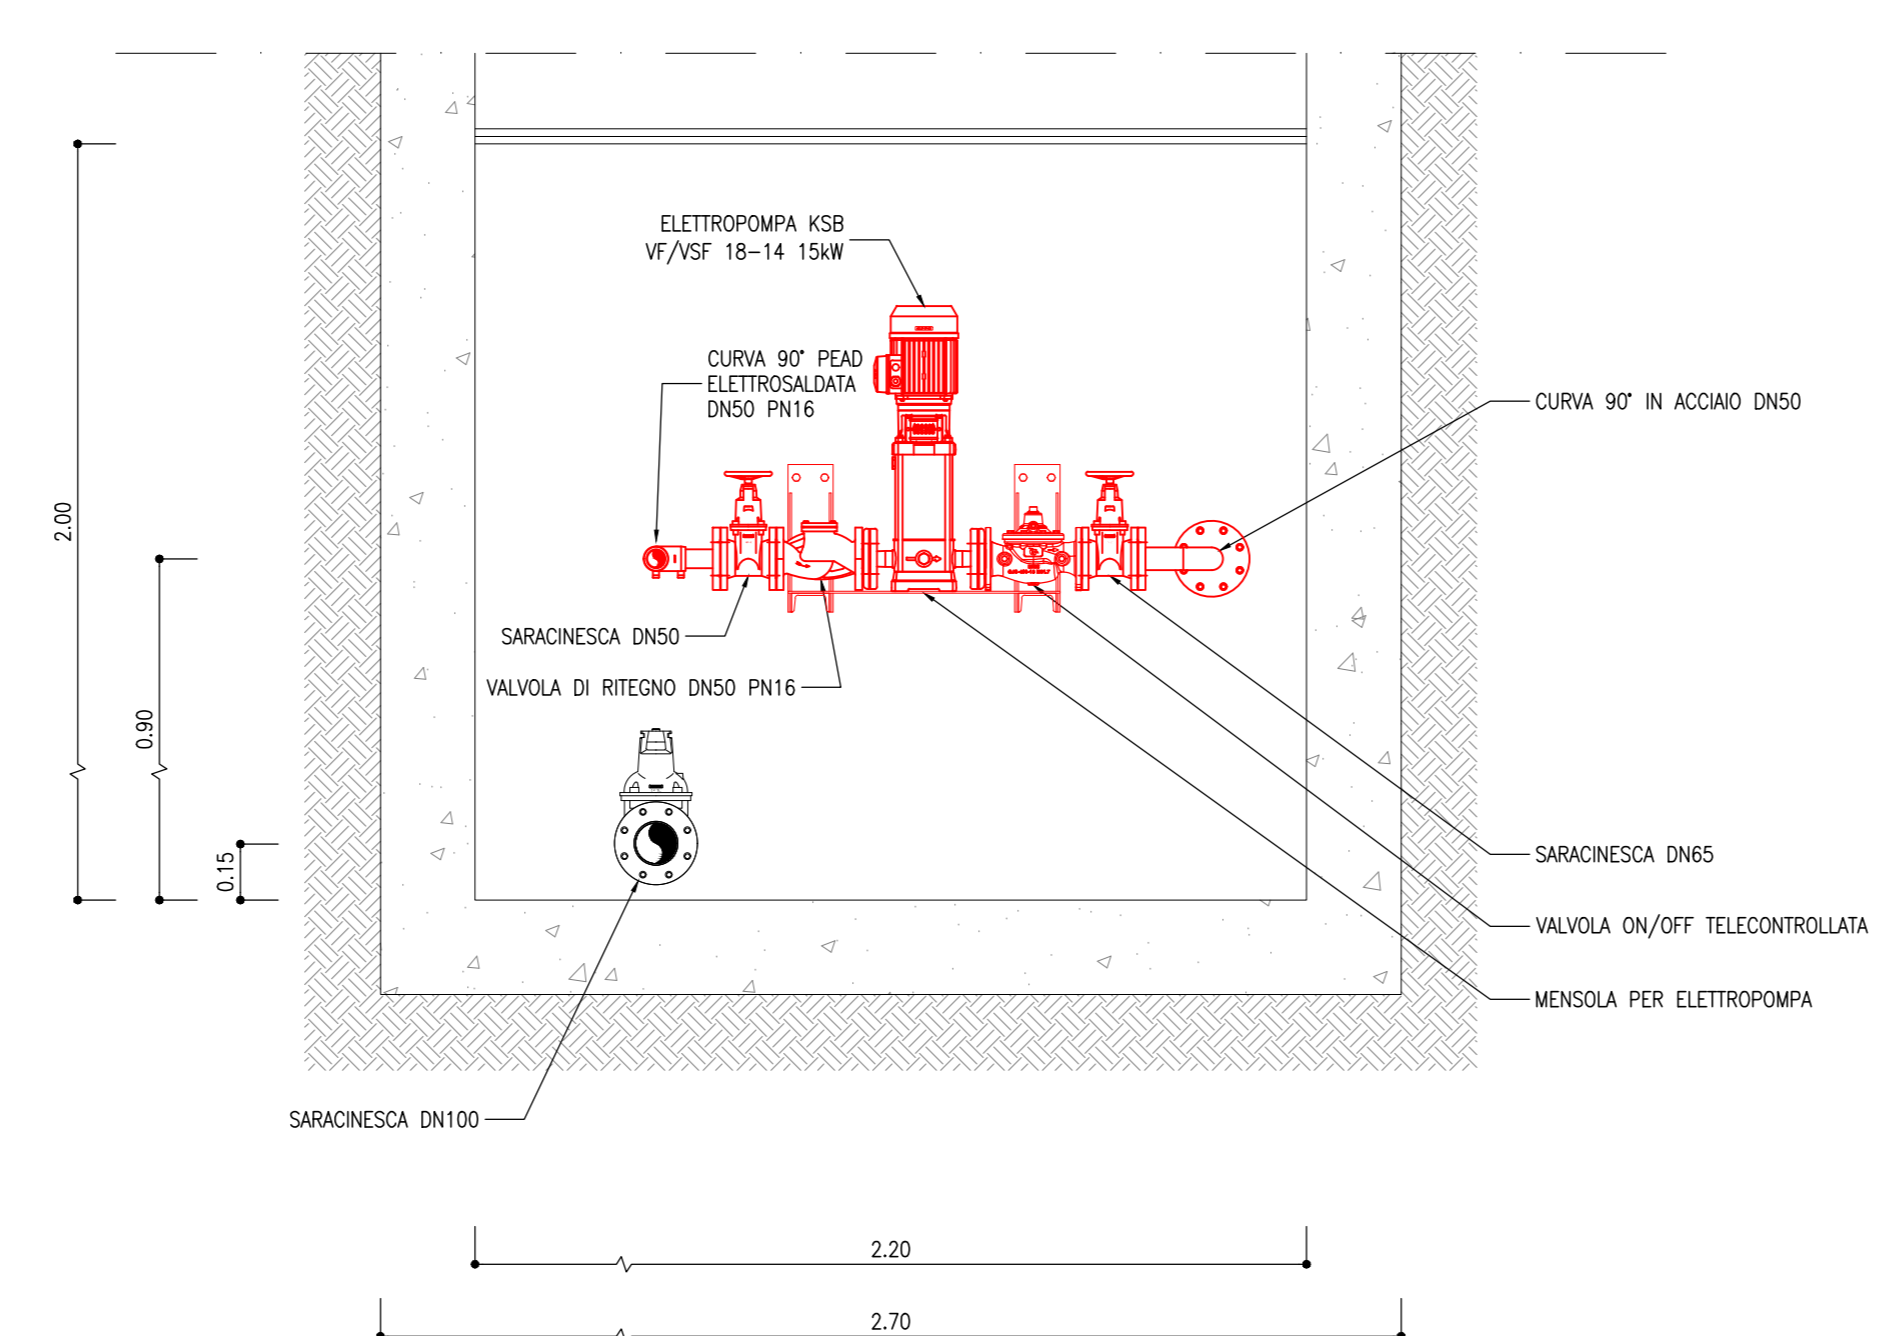 ELETTROPOMPA KSB
VF/VSF 18-14 15kW
CURVA 90° PEAD
ELETTROSALDATA
DN50 PN16
CURVA 90° IN ACCIAIO DN50
2.00
0.90
0.15
SARACINESCA DN50
VALVOLA DI RITEGNO DN50 PN16
SARACINESCA DN65
VALVOLA ON/OFF TELECONTROLLATA
MENSOLA PER ELETTROPOMPA
SARACINESCA DN100
2.20
2.70